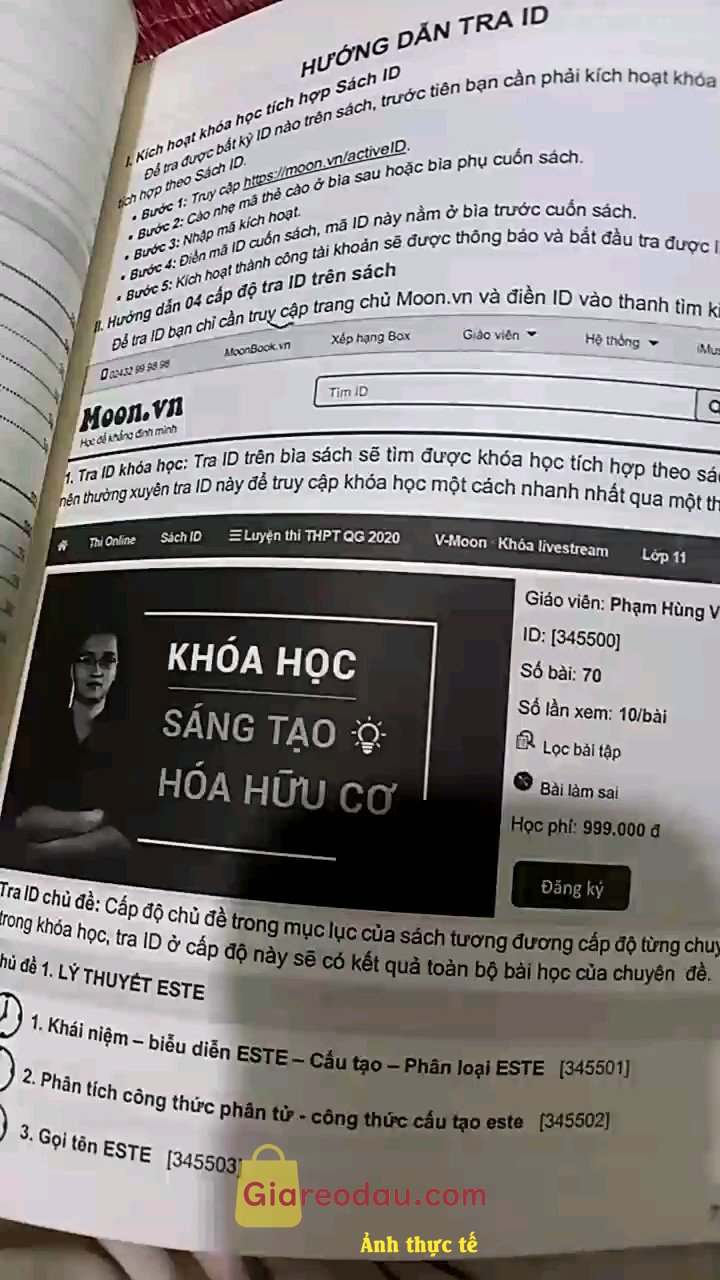 HƯỚNG DẪN TRA ID
I. Kích hoạt khóa học tích hợp Sách ID
Để tra được bất kỳ ID nào trên sách, trước tiên bạn cần phải kích hoạt khóa
tích hợp theo Sách ID.
• Bước 1: Truy cập https://moon.vn/activeID.
• Bước 2: Cào nhẹ mã thẻ cào ở bìa sau hoặc bìa phụ cuốn sách.
• Bước 3: Nhập mã kích hoạt.
• Bước 4: Điền mã ID cuốn sách, mã ID này nằm ở bìa trước cuốn sách.
• Bước 5: Kích hoạt thành công tài khoản sẽ được thông báo và bắt đầu tra được
II. Hướng dẫn 04 cấp độ tra ID trên sách
Để tra ID bạn chỉ cần truy cập trang chủ Moon.vn và điền ID vào thanh tìm
02432 99 98 98 MoonBook.vn Xếp hạng Box Giáo viên Hệ thống
Moon.vn Tìm ID
Học để khẳng định mình
1. Tra ID khóa học: Tra ID trên bìa sách sẽ tìm được khóa học tích hợp theo
nên thường xuyên tra ID này để truy cập khóa học một cách nhanh nhất qua một
Thi Online Sách ID Luyện thi THPT QG 2020 V-Moon - Khóa livestream Lớp 11
KHÓA HỌC
SÁNG TẠO
HÓA HỮU CƠ
Giáo viên: Phạm Hùng V
ID: [345500]
Số bài: 70
Số lần xem: 10/bài
Lọc bài tập
Bài làm sai
Học phí: 999.000 đ
Đăng ký
Tra ID chủ đề: Cấp độ chủ đề trong mục lục của sách tương đương cấp độ từng
trong khóa học, tra ID ở cấp độ này sẽ có kết quả toàn bộ bài học của chuyên đề.
hủ đề 1. LÝ THUYẾT ESTE
1. Khái niệm – biểu diễn ESTE – Cấu tạo – Phân loại ESTE [345501]
2. Phân tích công thức phân tử - công thức cấu tạo este [345502]
3. Gọi tên ESTE [345503]
Giareodau.com
Ảnh thực tế